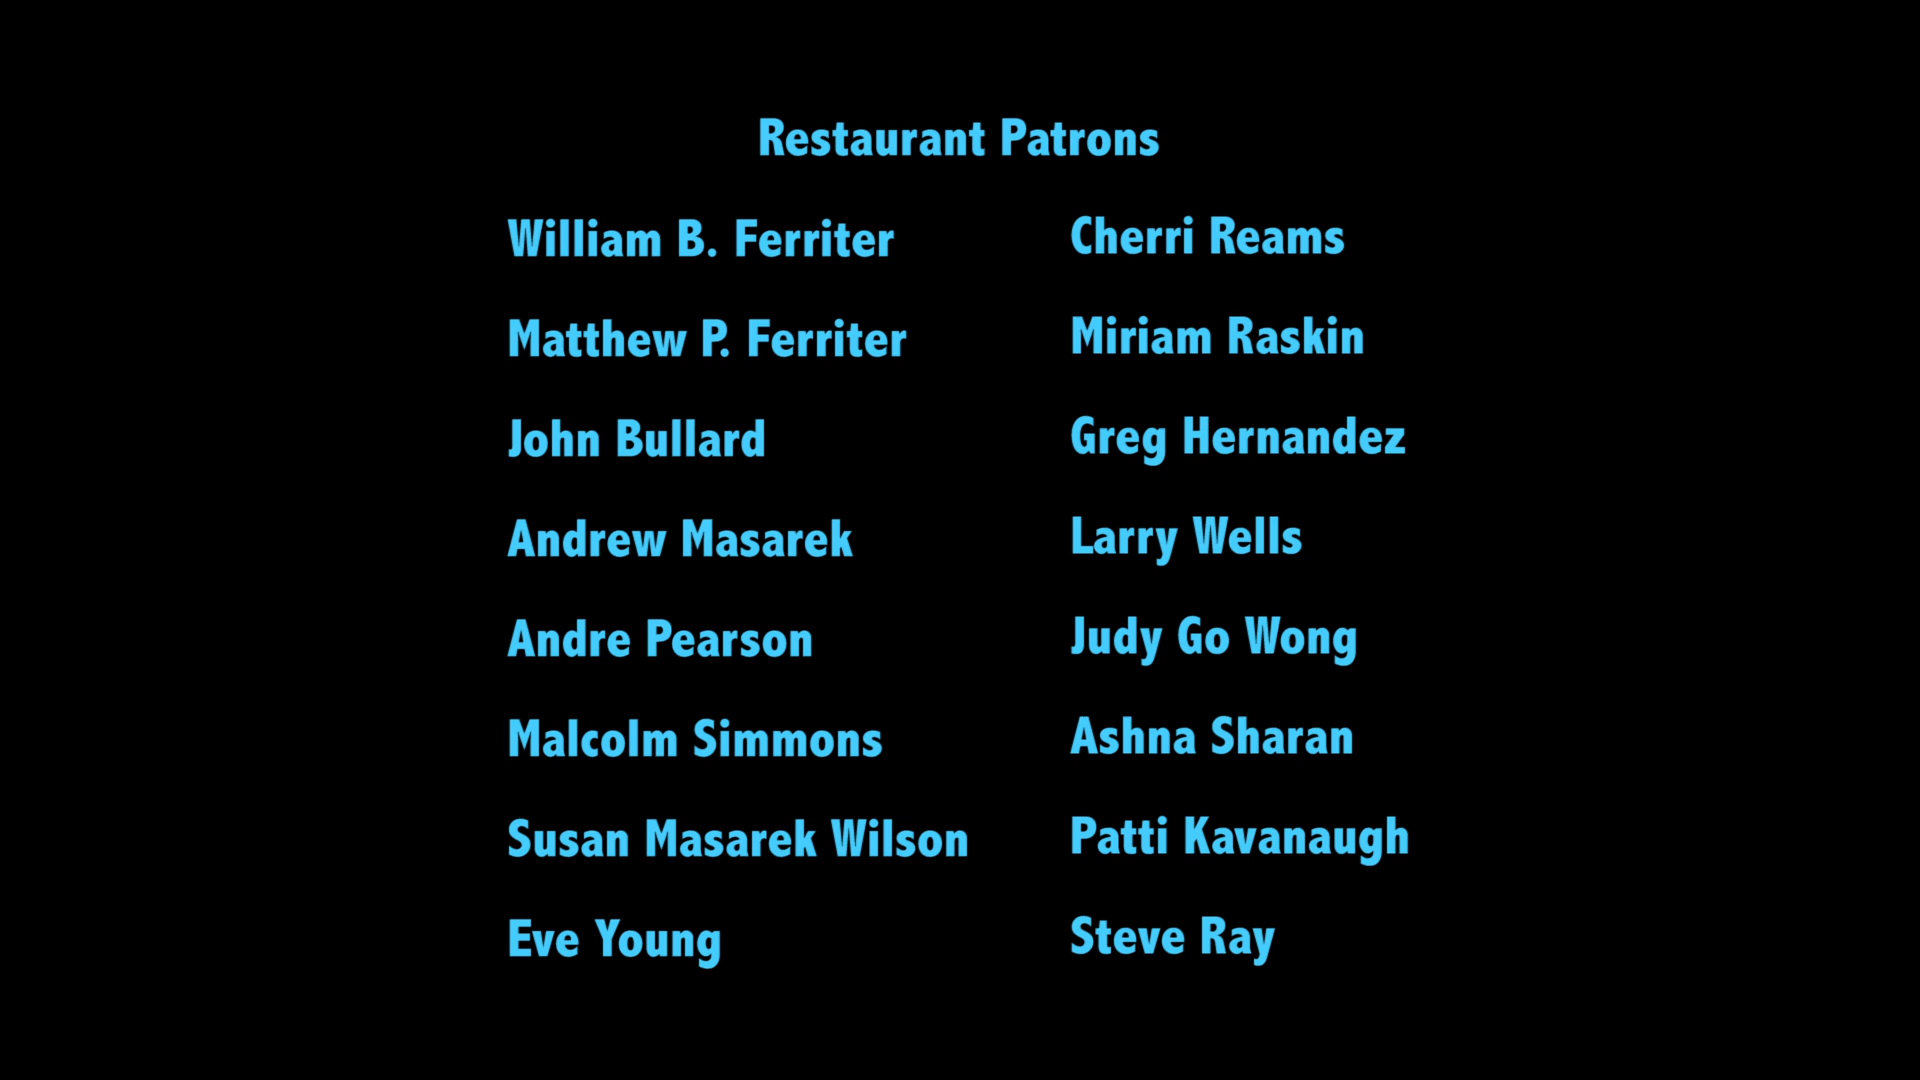 Restaurant Patrons
William B. Ferriter
Matthew P. Ferriter
John Bullard
Andrew Masarek
Andre Pearson
Malcolm Simmons
Susan Masarek Wilson
Eve Young
Cherri Reams
Miriam Raskin
Greg Hernandez
Larry Wells
Judy Go Wong
Ashna Sharan
Patti Kavanaugh
Steve Ray